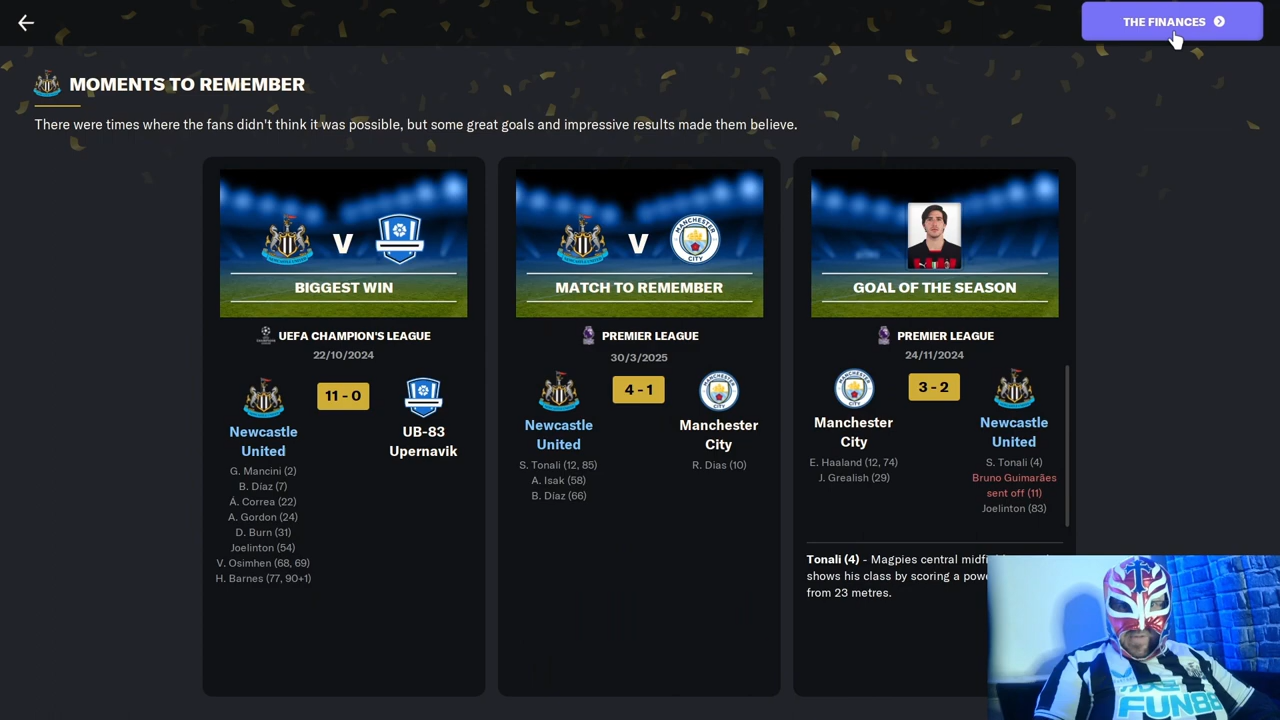 THE FINANCES
MOMENTS TO REMEMBER
There were times where the fans didn't think it was possible, but some great goals and impressive results made them believe.
V
BIGGEST WIN
UEFA CHAMPION'S LEAGUE
22/10/2024
11 - 0
Newcastle
United
UB-83
Upernavik
G. Mancini (2)
B. Díaz (7)
Á. Correa (22)
A. Gordon (24)
D. Burn (31)
Joelinton (54)
V. Osimhen (68, 69)
H. Barnes (77, 90+1)
V
MATCH TO REMEMBER
PREMIER LEAGUE
30/3/2025
4 - 1
Newcastle
United
Manchester
City
S. Tonali (12, 85)
A. Isak (58)
B. Díaz (66)
R. Dias (10)
GOAL OF THE SEASON
PREMIER LEAGUE
24/11/2024
3 - 2
Manchester
City
Newcastle
United
E. Haaland (12, 74)
J. Grealish (29)
S. Tonali (4)
Bruno Guimarães
sent off (11)
Joelinton (83)
Tonali (4) - Magpies central
shows his class by scoring a
from 23 metres.
FUN88